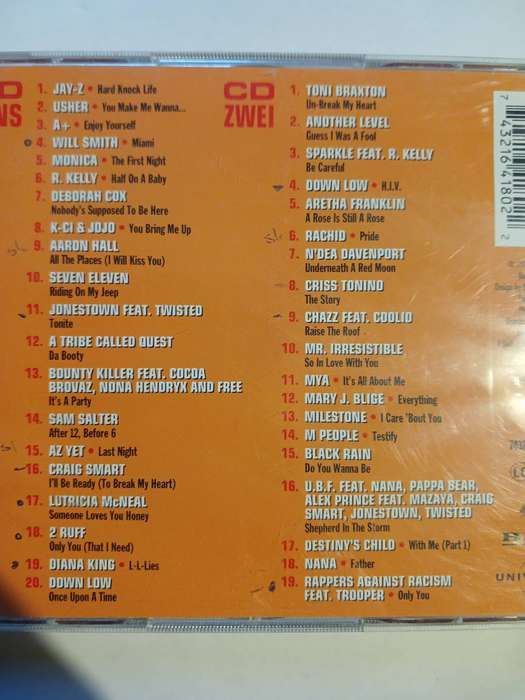 CD
NS
1. JAY-Z • Hard Knock Life
2. USHER • You Make Me Wanna...
3. A+ • Enjoy Yourself
4. WILL SMITH • Miami
5. MONICA • The First Night
6. R. KELLY • Half On A Baby
7. DEBORAH COX
Nobody's Supposed To Be Here
8. K-CI & JOJO • You Bring Me Up
9. AARON HALL
All The Places (I Will Kiss You)
10. SEVEN ELEVEN
Riding On My Jeep
11. JONESTOWN FEAT. TWISTED
Tonite
12. A TRIBE CALLED QUEST
Da Booty
13. BOUNTY KILLER FEAT. COCOA
BROVAZ, NONA HENDRYX AND FREE
It's A Party
14. SAM SALTER
After 12, Before 6
15. AZ YET • Last Night
16. CRAIG SMART
I'll Be Ready (To Break My Heart)
17. LUTRICIA McNEAL
Someone Loves You Honey
18. 2 RUFF
Only You (That I Need)
19. DIANA KING • L-L-Lies
20. DOWN LOW
Once Upon A Time
CD
ZWEI
1. TONI BRAXTON
Un-Break My Heart
2. ANOTHER LEVEL
Guess I Was A Fool
3. SPARKLE FEAT. R. KELLY
Be Careful
4. DOWN LOW • H.I.V.
5. ARETHA FRANKLIN
A Rose Is Still A Rose
6. RACHID • Pride
7. N'DEA DAVENPORT
Underneath A Red Moon
8. CRISS TONINO
The Story
9. CHAZZ FEAT. COOLIO
Raise The Roof
10. MR. IRRESISTIBLE
So In Love With You
11. MYA • It's All About Me
12. MARY J. BLIGE • Everything
13. MILESTONE • I Care 'Bout You
14. M PEOPLE • Testify
15. BLACK RAIN
Do You Wanna Be
16. U.B.F. FEAT. NANA, PAPPA BEAR,
ALEX PRINCE FEAT. MAZAYA, CRAIG
SMART, JONESTOWN, TWISTED
Shepherd In The Storm
17. DESTINY'S CHILD • With Me (Part 1)
18. NANA • Father
19. RAPPERS AGAINST RACISM
FEAT. TROOPER • Only You
7 43216 41802 2
UNI